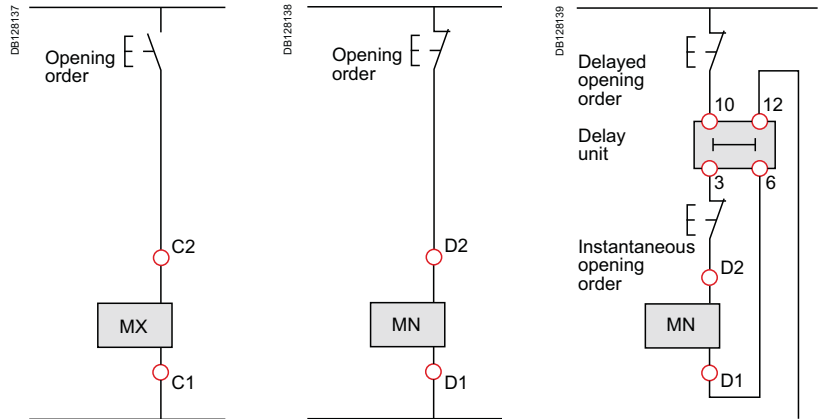 DB128137
Opening
order
C2
MX
C1
DB128138
Opening
order
D2
MN
D1
DB128139
Delayed
opening
order
10
12
Delay
unit
3
6
Instantaneous
opening
order
D2
MN
D1